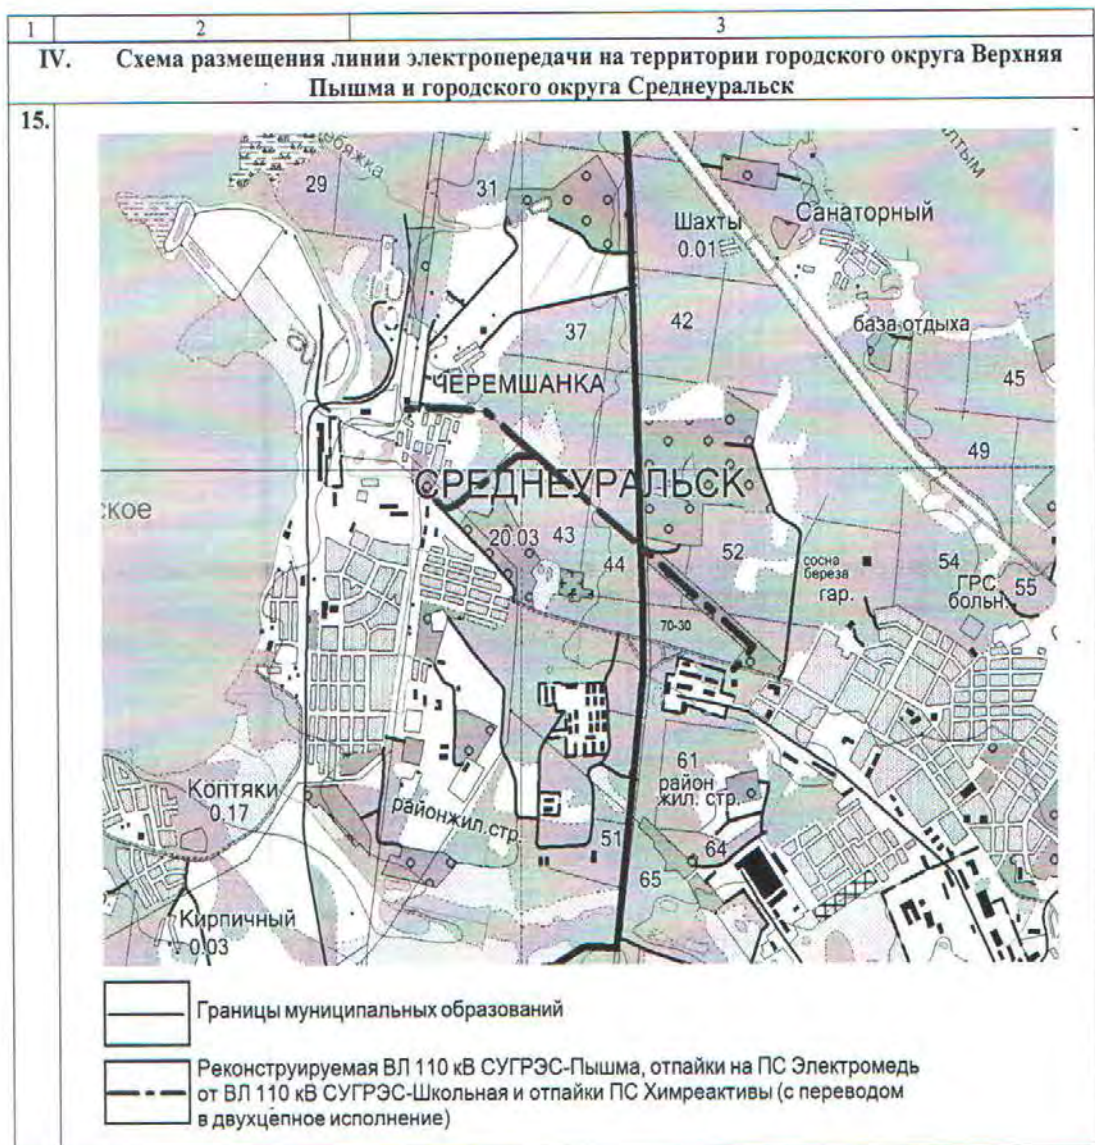 1 2 3
IV. Схема размещения линии электропередачи на территории городского округа Верхняя
Пышма и городского округа Среднеуральск
15.
29
31
Шахты
0.01
Санаторный
37
42
база отдыха
45
ЧЕРЕМШАНКА
49
СРЕДНЕУРАЛЬСК
ское
20.03
43
44
52
сосна
береза
гар.
54
ГРС.
больн.
55
70-30
61
район
жил. стр.
Коптяки
0.17
районжил.стр.
51
64
65
Кирпичный
0.03
Границы муниципальных образований
Реконструируемая ВЛ 110 кВ СУГРЭС-Пышма, отпайки на ПС Электромедь
от ВЛ 110 кВ СУГРЭС-Школьная и отпайки ПС Химреактивы (с переводом
в двухцепное исполнение)